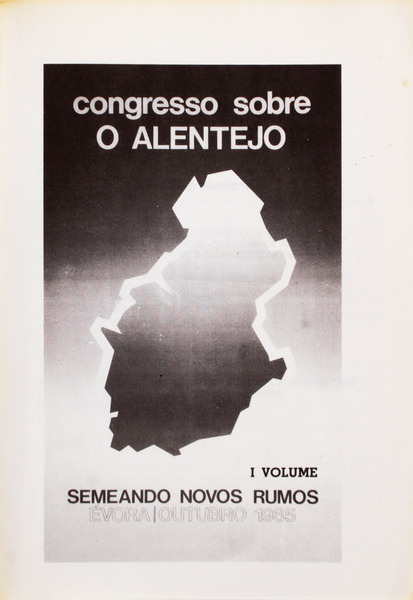 congresso sobre
O ALENTEJO
I VOLUME
SEMEANDO NOVOS RUMOS
ÉVORA|OUTUBRO 1985